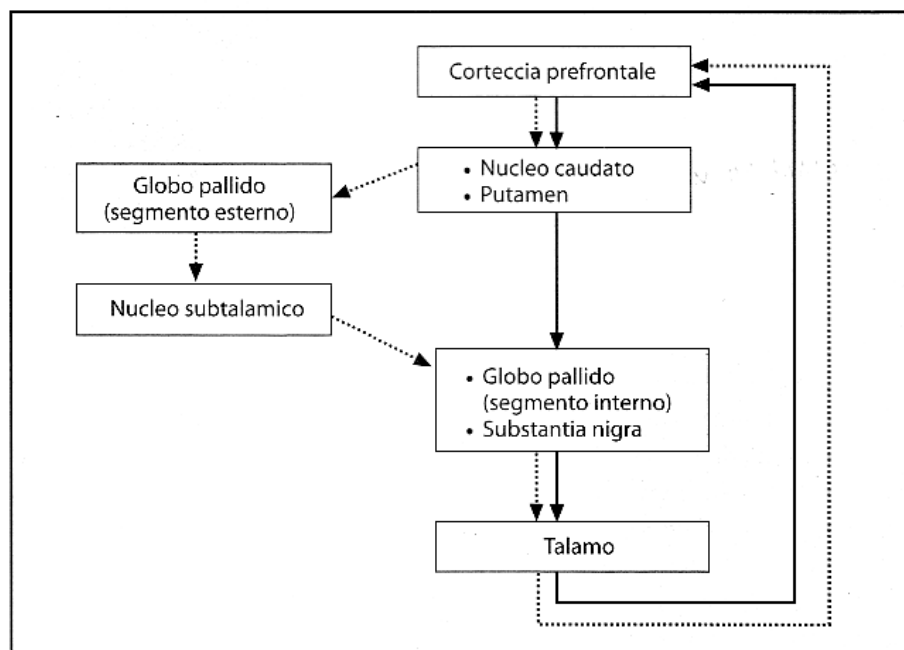 Corteccia prefrontale
• Nucleo caudato
• Putamen
Globo pallido
(segmento esterno)
Nucleo subtalamico
• Globo pallido
(segmento interno)
• Substantia nigra
Talamo